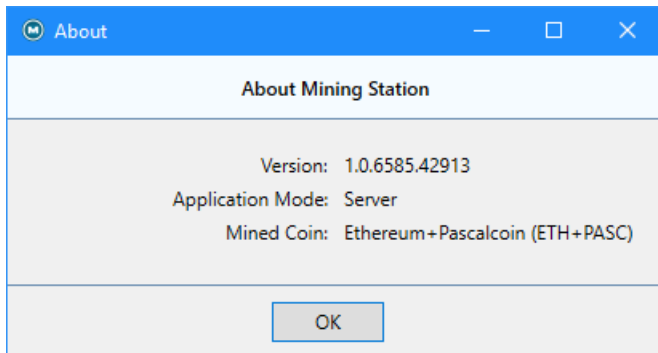 About
About Mining Station
Version: 1.0.6585.42913
Application Mode: Server
Mined Coin: Ethereum+Pascalcoin (ETH+PASC)
OK